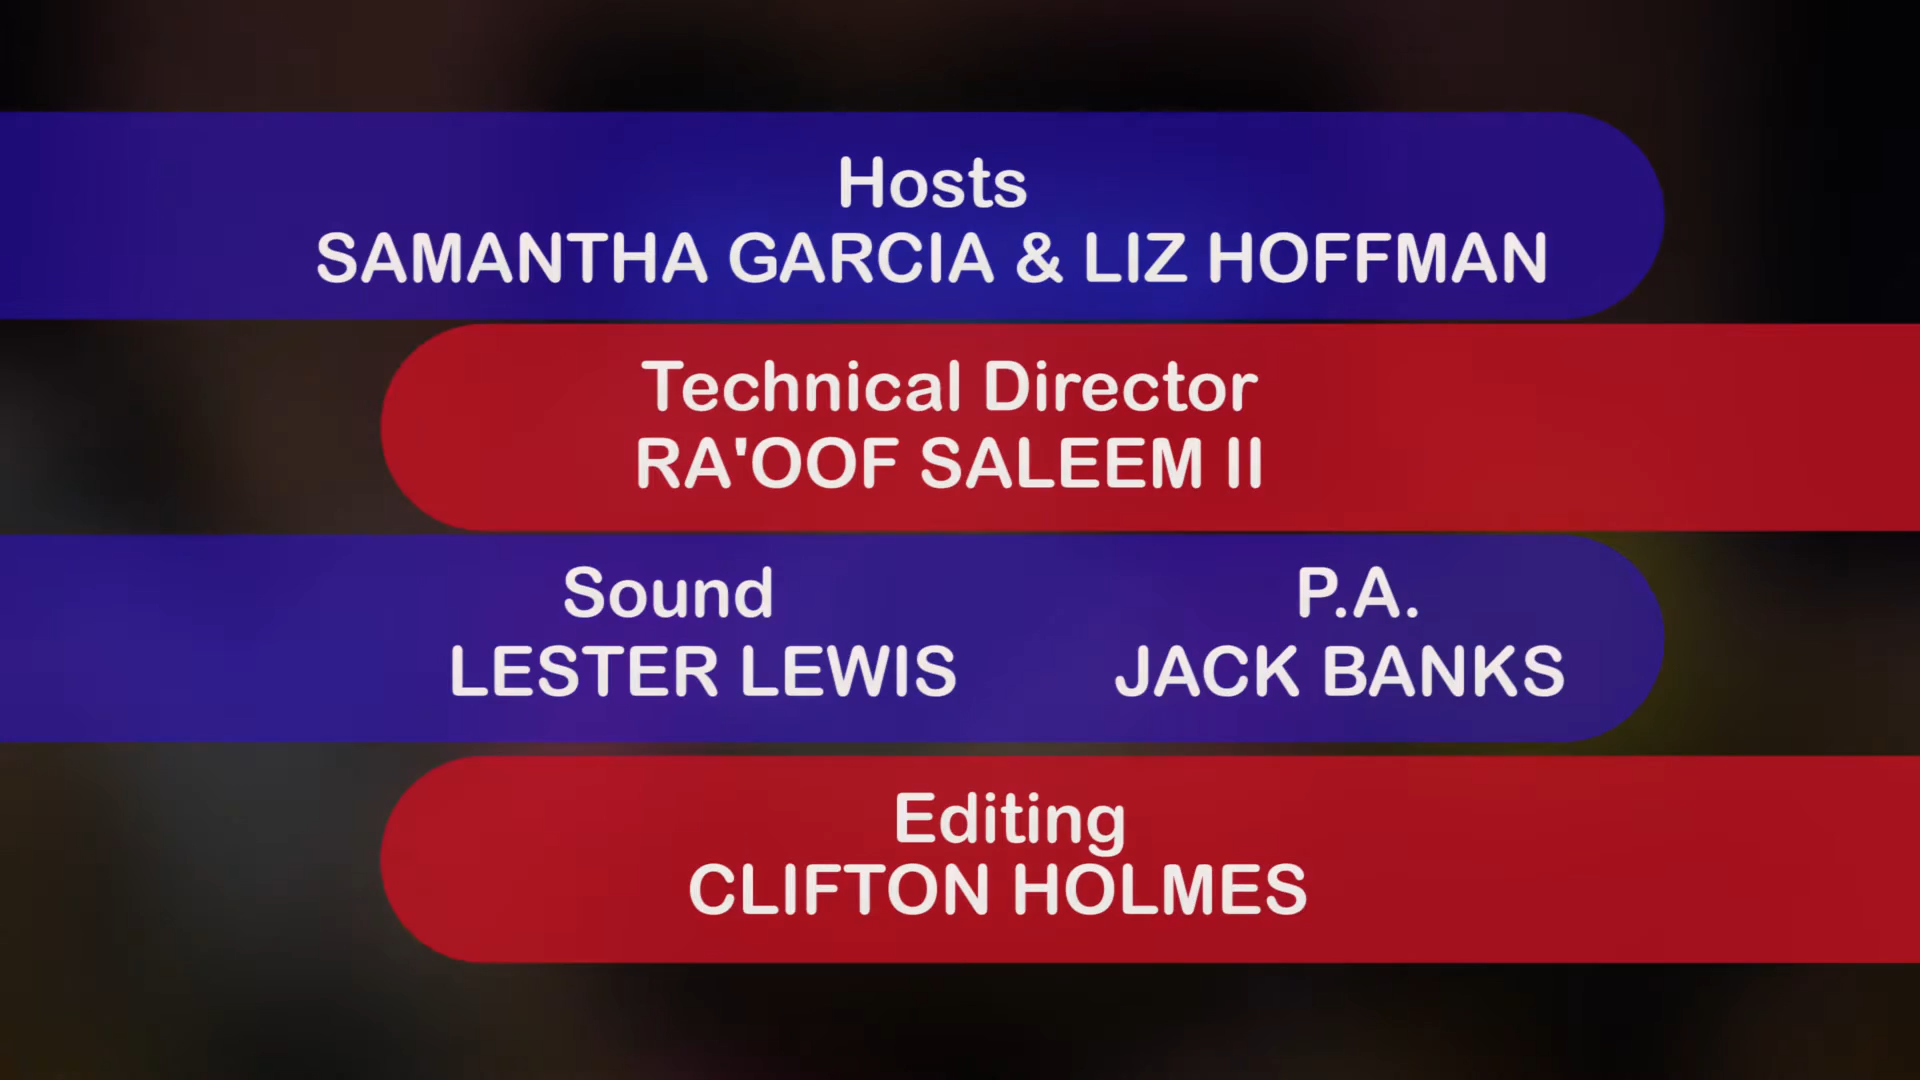 Hosts
SAMANTHA GARCIA & LIZ HOFFMAN
Technical Director
RA'OOF SALEEM II
Sound
LESTER LEWIS
P.A.
JACK BANKS
Editing
CLIFTON HOLMES